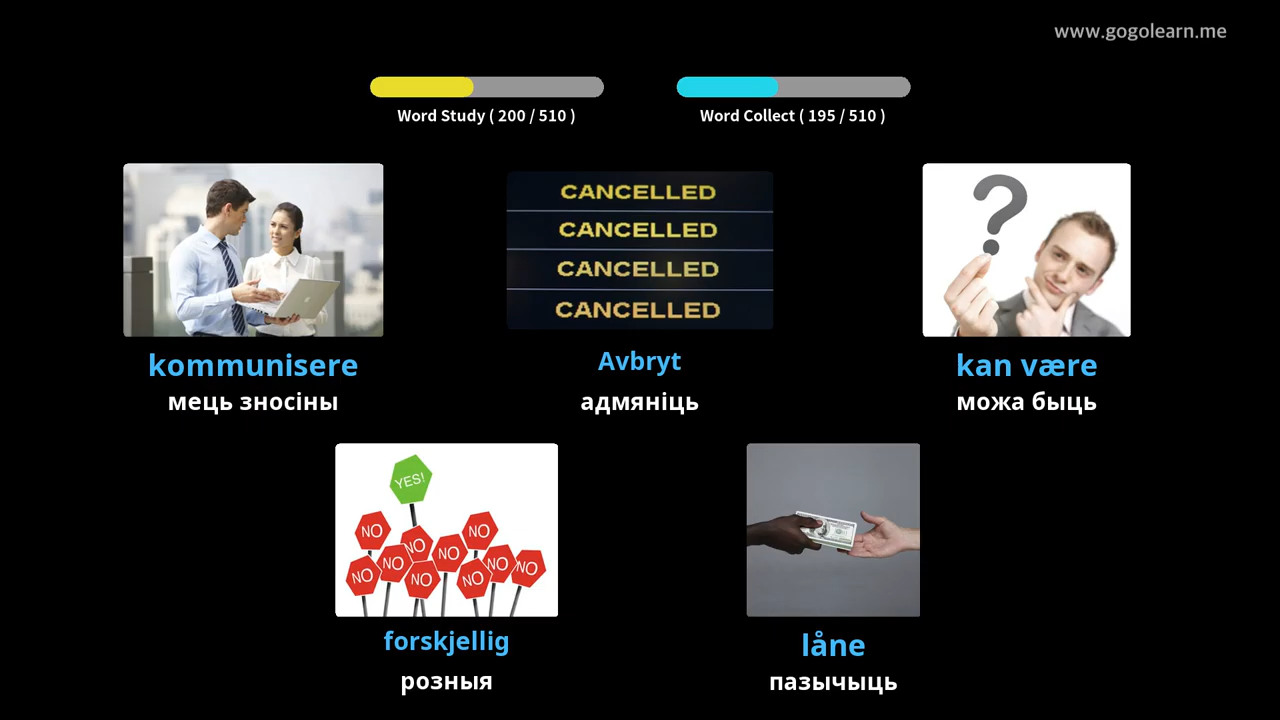 www.gogolearn.me
Word Study ( 200 / 510 )
Word Collect ( 195 / 510 )
CANCELLED
CANCELLED
CANCELLED
CANCELLED
kommunisere
мець зносіны
Avbryt
адмяніць
kan være
можа быць
YES!
NO
NO
NO
NO
NO
NO
NO
NO
NO
NO
forskjellig
розныя
låne
пазычыць